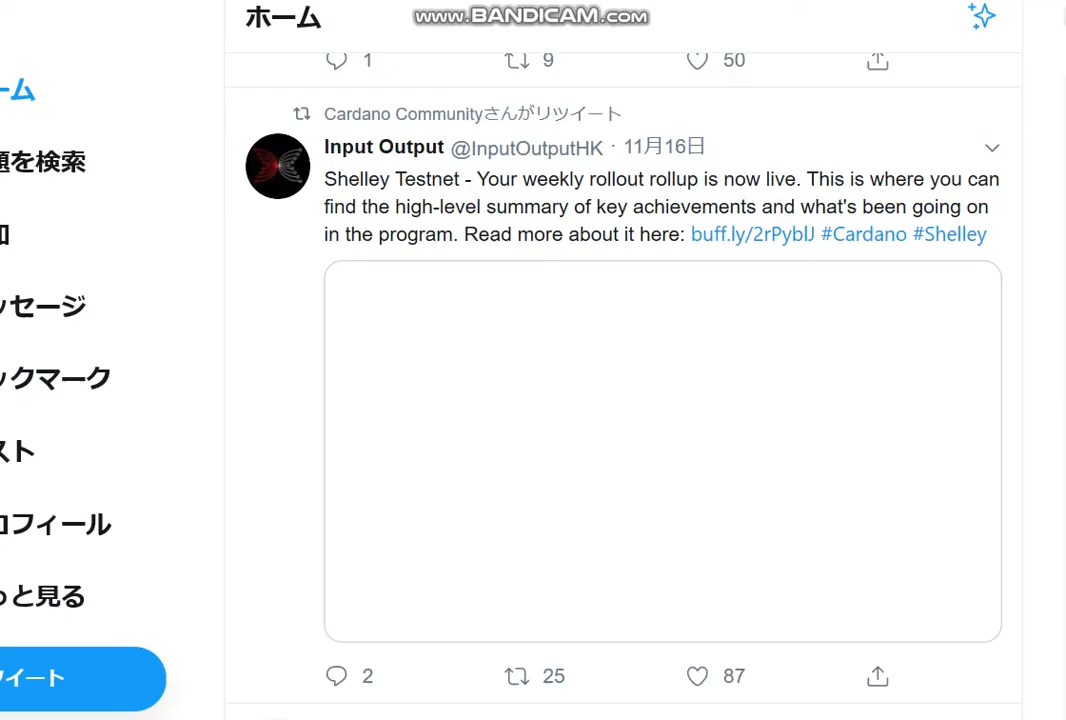 ホーム
www.BANDICAM.com
1 9 50
Cardano Communityさんがリツイート
Input Output @InputOutputHK · 11月16日
Shelley Testnet - Your weekly rollout rollup is now live. This is where you can
find the high-level summary of key achievements and what's been going on
in the program. Read more about it here: buff.ly/2rPyblJ #Cardano #Shelley
2 25 87
ーム
題を検索
知
ッセージ
ックマーク
スト
ロフィール
っと見る
ツイート